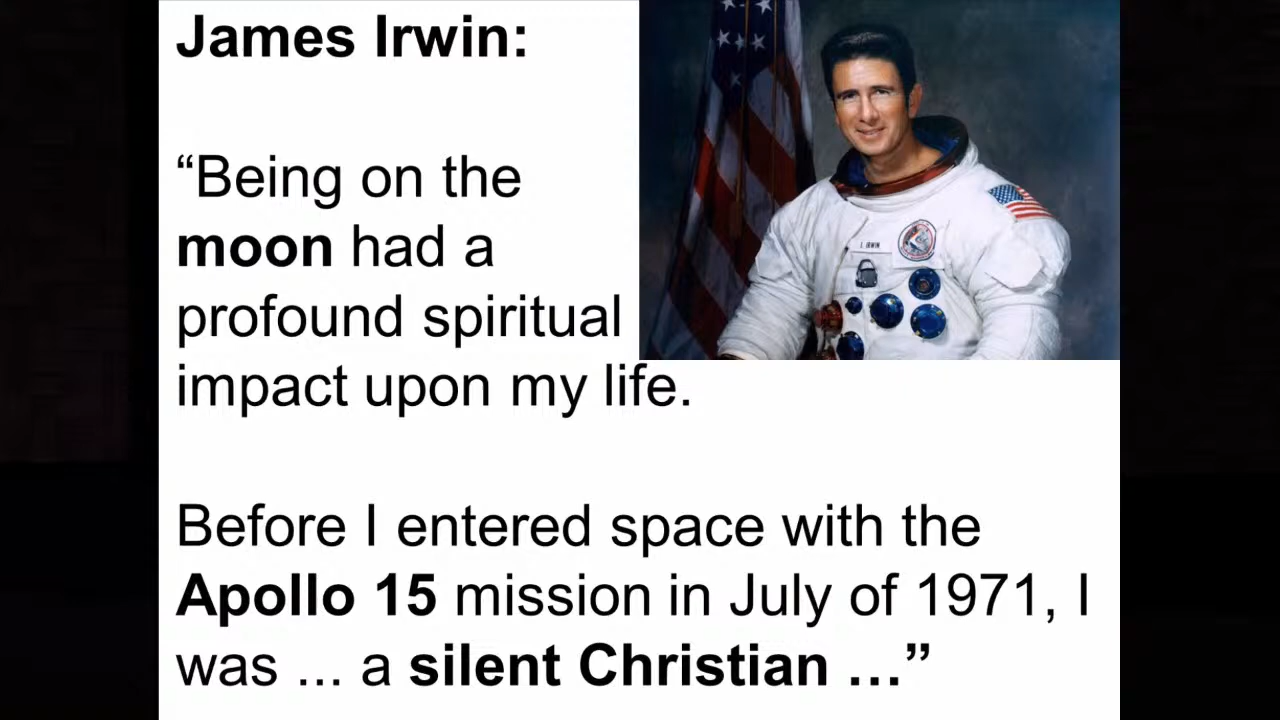 James Irwin:
“Being on the
moon had a
profound spiritual
impact upon my life.
Before I entered space with the
Apollo 15 mission in July of 1971, I
was ... a silent Christian …”
J. IRWIN